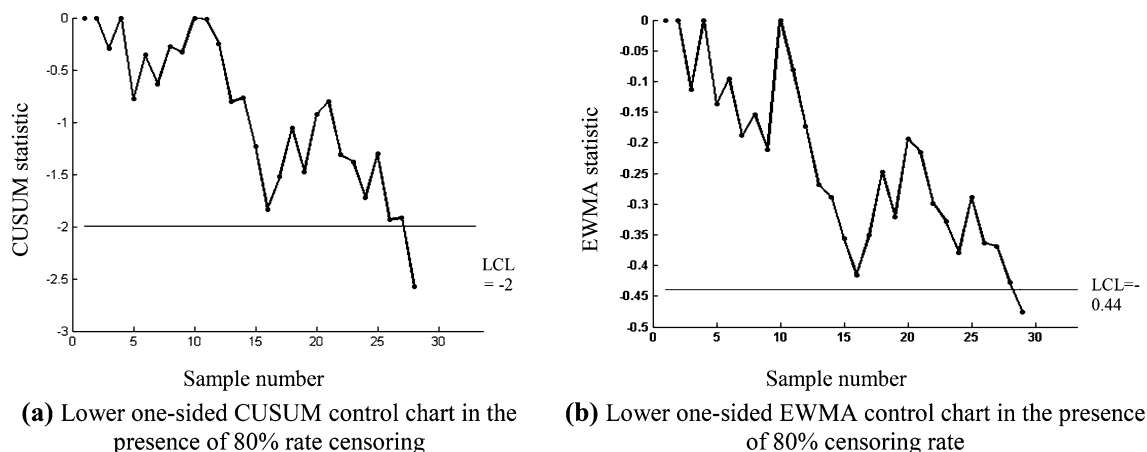 0
-0.5
-1
-1.5
-2
-2.5
-3
CUSUM statistic
LCL
= -2
0 5 10 15 20 25 30
Sample number
(a) Lower one-sided CUSUM control chart in the
presence of 80% rate censoring
0
-0.05
-0.1
-0.15
-0.2
-0.25
-0.3
-0.35
-0.4
-0.45
-0.5
EWMA statistic
LCL=-
0.44
0 5 10 15 20 25 30
Sample number
(b) Lower one-sided EWMA control chart in the presence
of 80% censoring rate